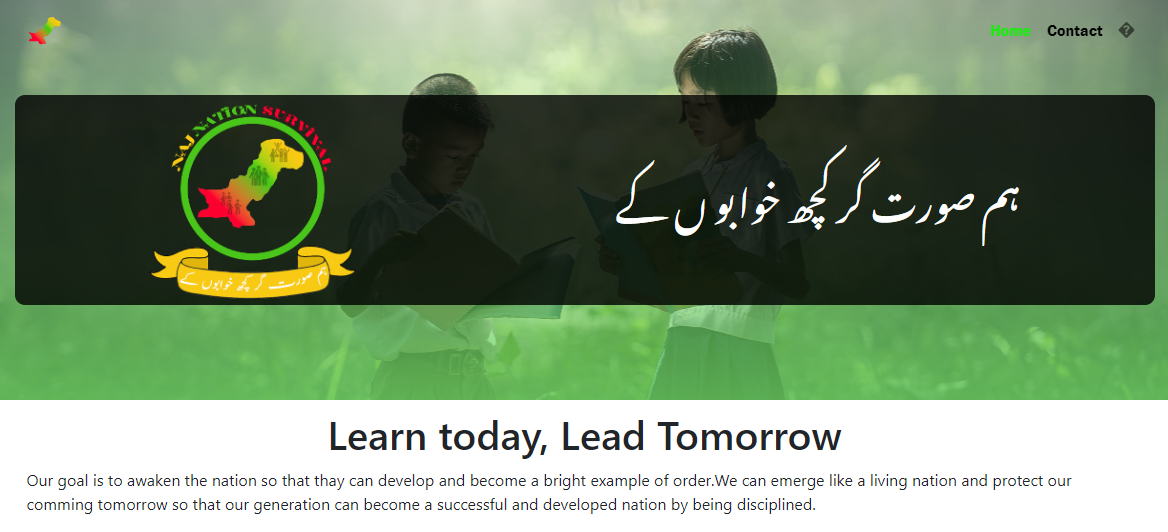 Home Contact
NAJ NATION SURVIVAL
ہم صورت گر کچھ خوابوں کے
ہم صورت گر کچھ خوابوں کے
Learn today, Lead Tomorrow
Our goal is to awaken the nation so that thay can develop and become a bright example of order.We can emerge like a living nation and protect our
comming tomorrow so that our generation can become a successful and developed nation by being disciplined.